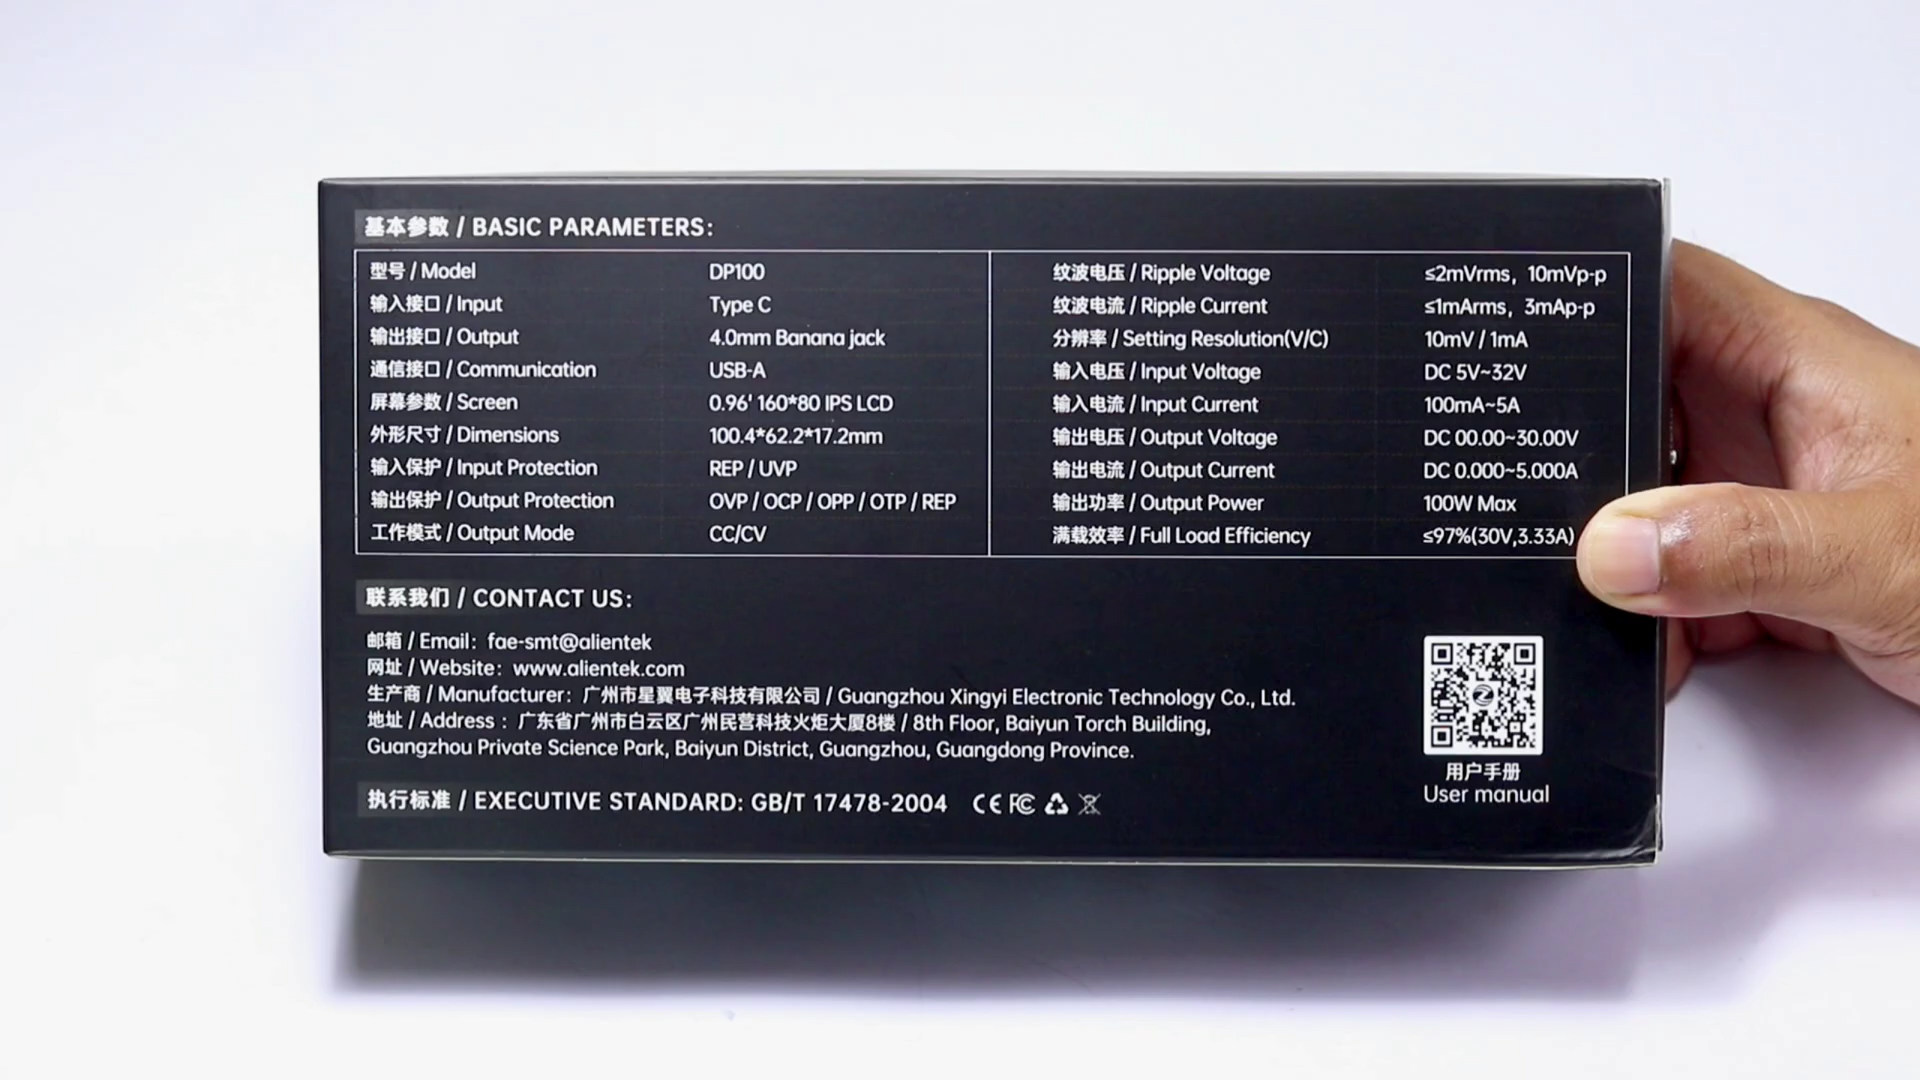 基本参数 / BASIC PARAMETERS:
型号 / Model DP100
输入接口 / Input Type C
输出接口 / Output 4.0mm Banana jack
通信接口 / Communication USB-A
屏幕参数 / Screen 0.96' 160*80 IPS LCD
外形尺寸 / Dimensions 100.4*62.2*17.2mm
输入保护 / Input Protection REP / UVP
输出保护 / Output Protection OVP / OCP / OPP / OTP / REP
工作模式 / Output Mode CC/CV
纹波电压 / Ripple Voltage ≤2mVrms, 10mVp-p
纹波电流 / Ripple Current ≤1mArms, 3mAp-p
分辨率 / Setting Resolution(V/C) 10mV / 1mA
输入电压 / Input Voltage DC 5V~32V
输入电流 / Input Current 100mA~5A
输出电压 / Output Voltage DC 00.00~30.00V
输出电流 / Output Current DC 0.000~5.000A
输出功率 / Output Power 100W Max
满载效率 / Full Load Efficiency ≤97%(30V,3.33A)
联系我们 / CONTACT US:
邮箱 / Email: fae-smt@alientek
网址 / Website: www.alientek.com
生产商 / Manufacturer: 广州市星翼电子科技有限公司 / Guangzhou Xingyi Electronic Technology Co., Ltd.
地址 / Address : 广东省广州市白云区广州民营科技火炬大厦8楼 / 8th Floor, Baiyun Torch Building,
Guangzhou Private Science Park, Baiyun District, Guangzhou, Guangdong Province.
执行标准 / EXECUTIVE STANDARD: GB/T 17478-2004 CE FC
用户手册
User manual